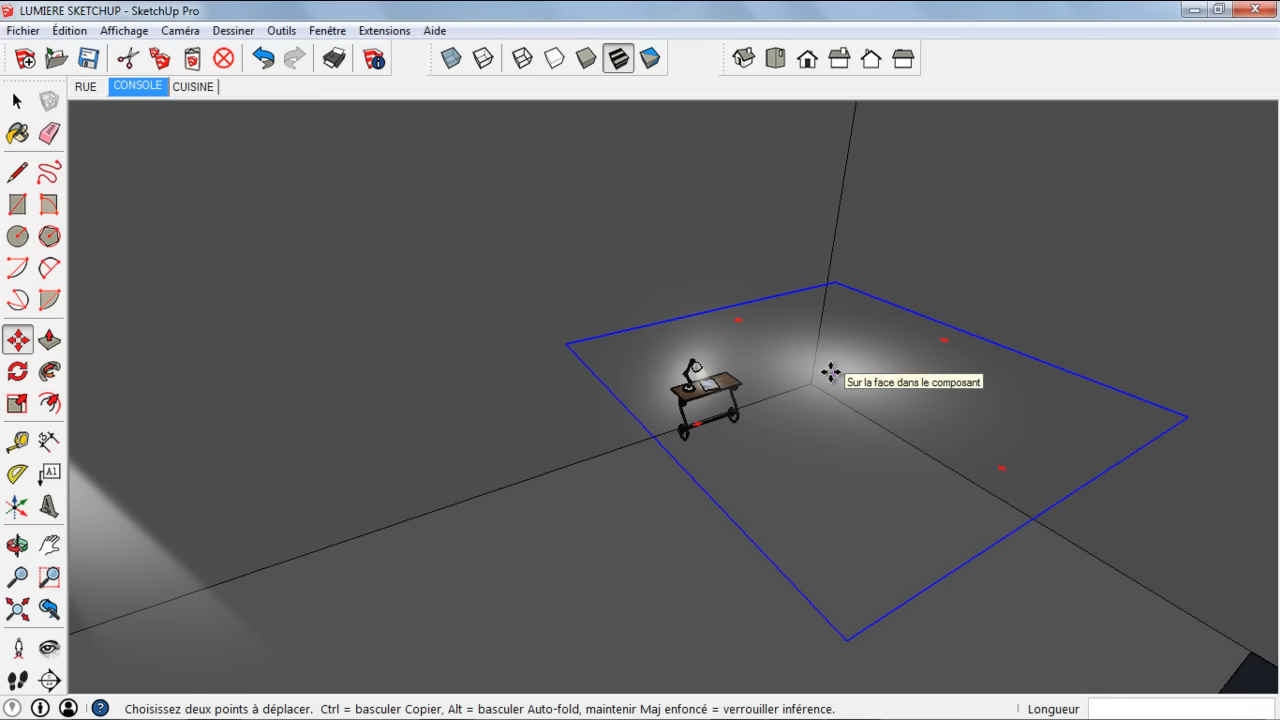 LUMIERE SKETCHUP - SketchUp Pro
Fichier Édition Affichage Caméra Dessiner Outils Fenêtre Extensions Aide
RUE CONSOLE CUISINE
A1
Sur la face dans le composant
Choisissez deux points à déplacer. Ctrl = basculer Copier, Alt = basculer Auto-fold, maintenir Maj enfoncé = verrouiller inférence. Longueur